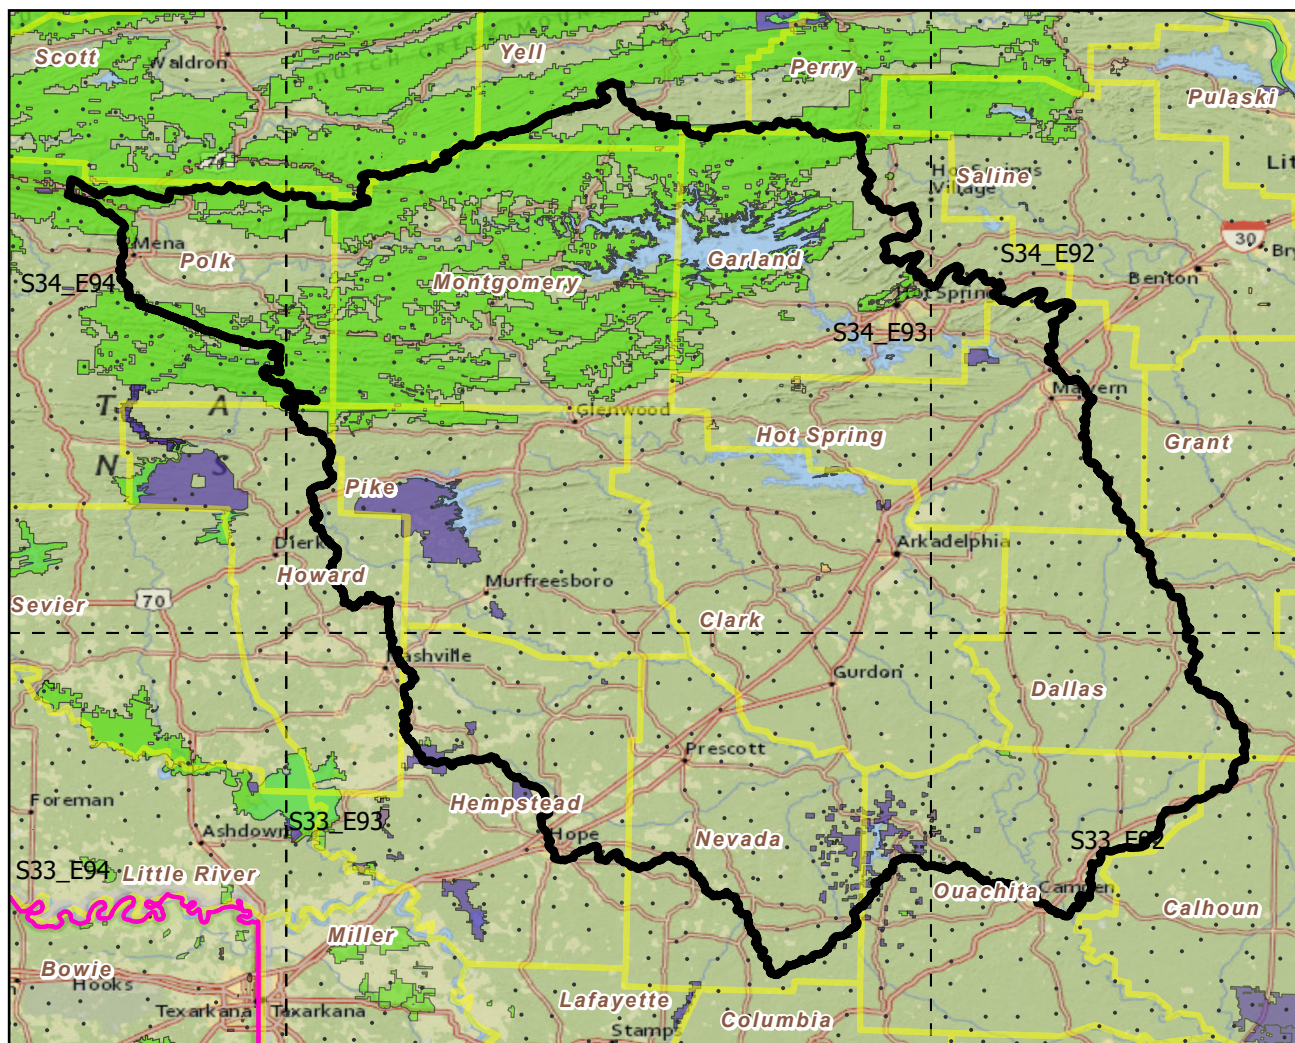 Scott
Yell
Waldron
Perry
Pulaski
Saline
Mena
Polk
S34_E94
Montgomery
Garland
S34_E92
30
Benton
S34_E93
Malvern
T A
Glenwood
Hot Spring
Grant
N S
Pike
Dierk
Arkadelphia
Howard
Murfreesboro
Sevier
70
Clark
Nashville
Gurdon
Dallas
Prescott
Foreman
Hempstead
Ashdown
S33_E93
Hope
Nevada
S33_E92
S33_E94
Little River
Ouachita
Camden
Calhoun
Miller
Bowie
Hooks
Lafayette
Texarkana
Texarkana
Columbia
Stamps